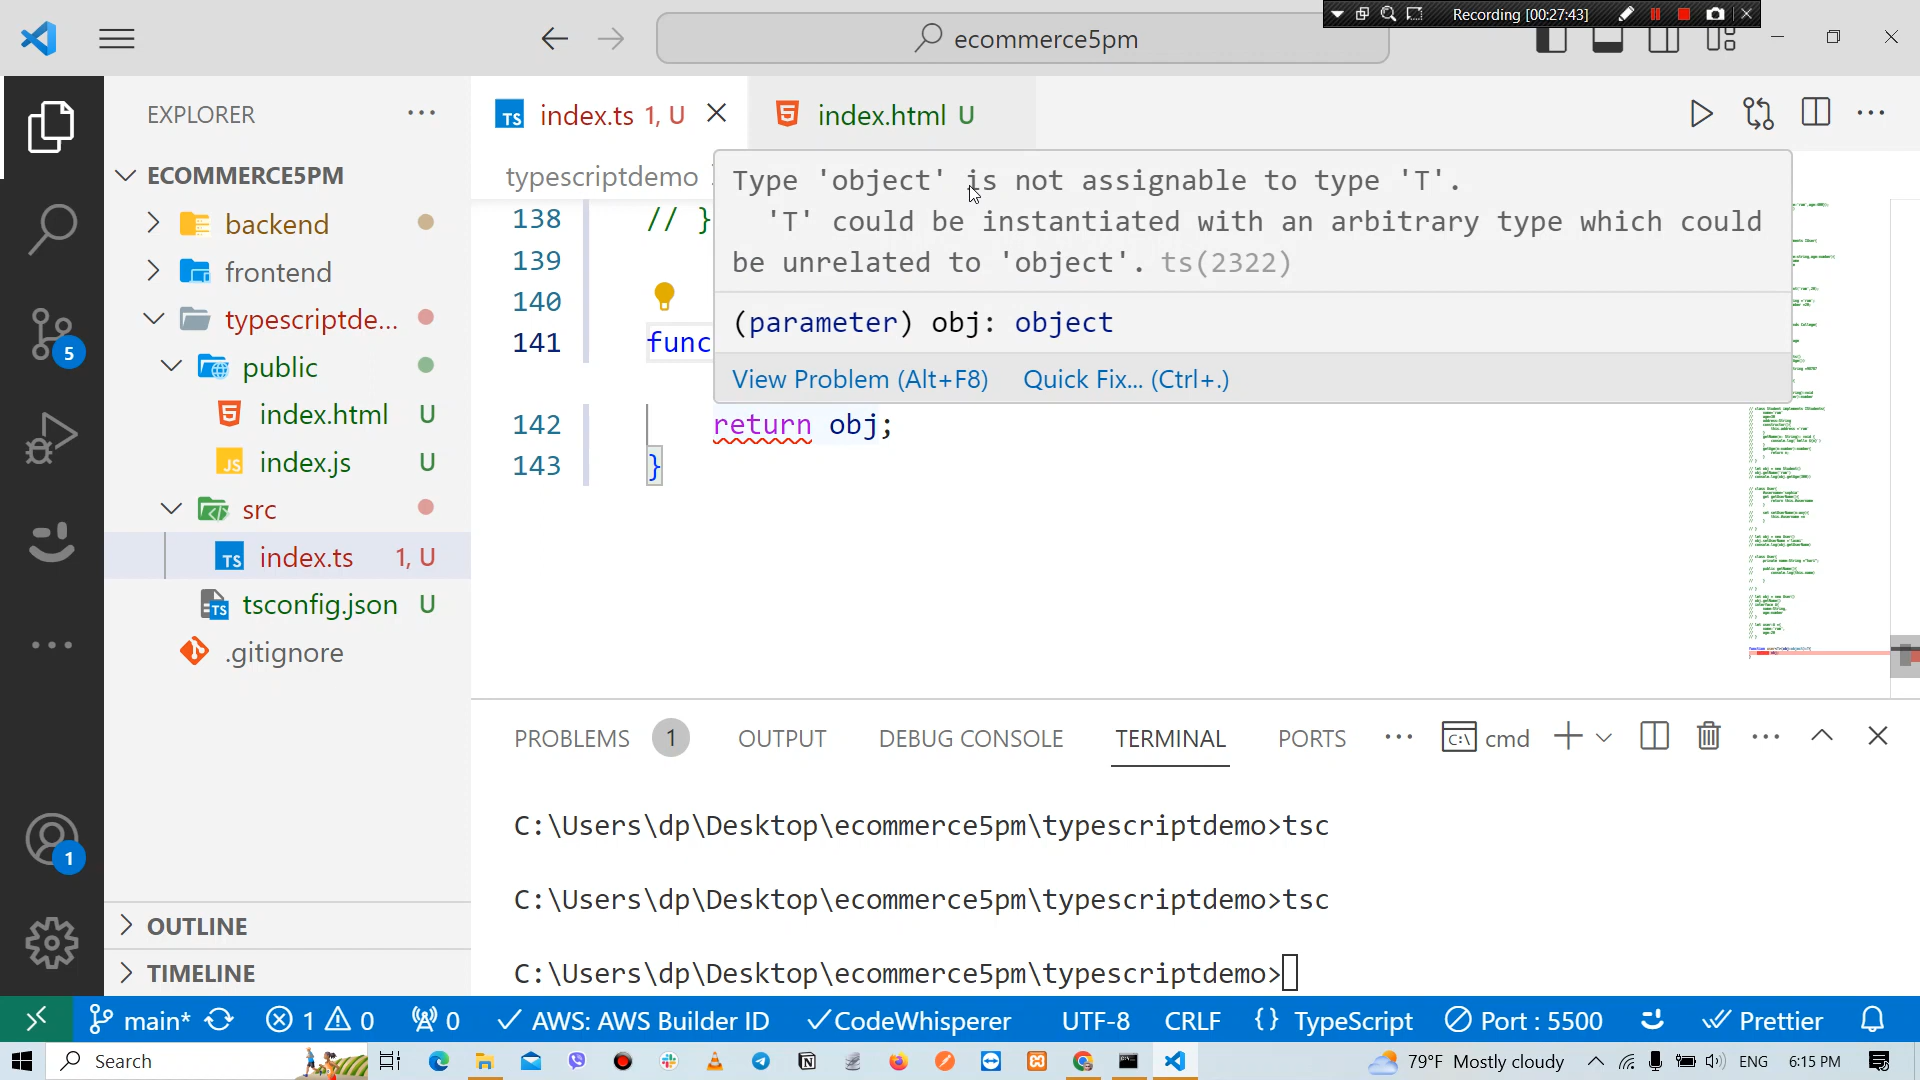 Recording [00:27:43]
ecommerce5pm
EXPLORER
ECOMMERCE5PM
backend
frontend
typescriptde...
public
index.html U
index.js U
src
index.ts 1, U
tsconfig.json U
.gitignore
OUTLINE
TIMELINE
index.ts 1, U
index.html U
typescriptdemo
138 // }
139
140
141 func
142 return obj;
143 }
Type 'object' is not assignable to type 'T'.
'T' could be instantiated with an arbitrary type which could
be unrelated to 'object'. ts(2322)
(parameter) obj: object
View Problem (Alt+F8) Quick Fix... (Ctrl+.)
PROBLEMS 1 OUTPUT DEBUG CONSOLE TERMINAL PORTS ... cmd
C:\Users\dp\Desktop\ecommerce5pm\typescriptdemo>tsc
C:\Users\dp\Desktop\ecommerce5pm\typescriptdemo>tsc
C:\Users\dp\Desktop\ecommerce5pm\typescriptdemo>
5
1
main* 1 0 0 AWS: AWS Builder ID CodeWhisperer UTF-8 CRLF {} TypeScript Port : 5500 Prettier
Search 79°F Mostly cloudy ENG 6:15 PM